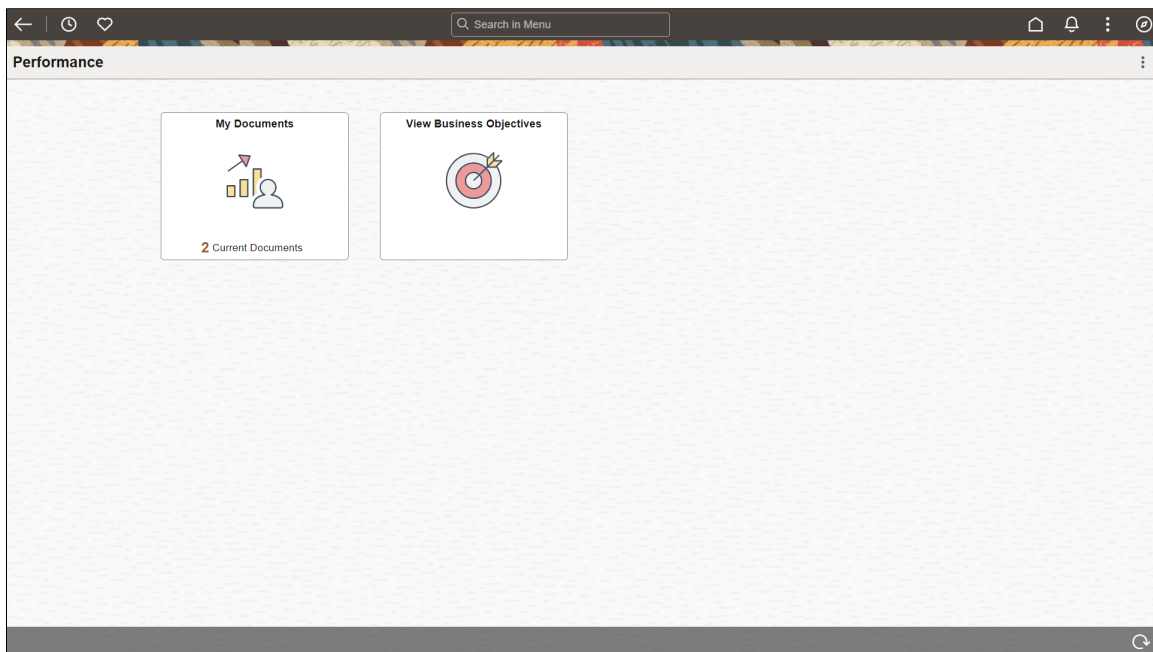 Search in Menu
Performance
My Documents
View Business Objectives
2 Current Documents